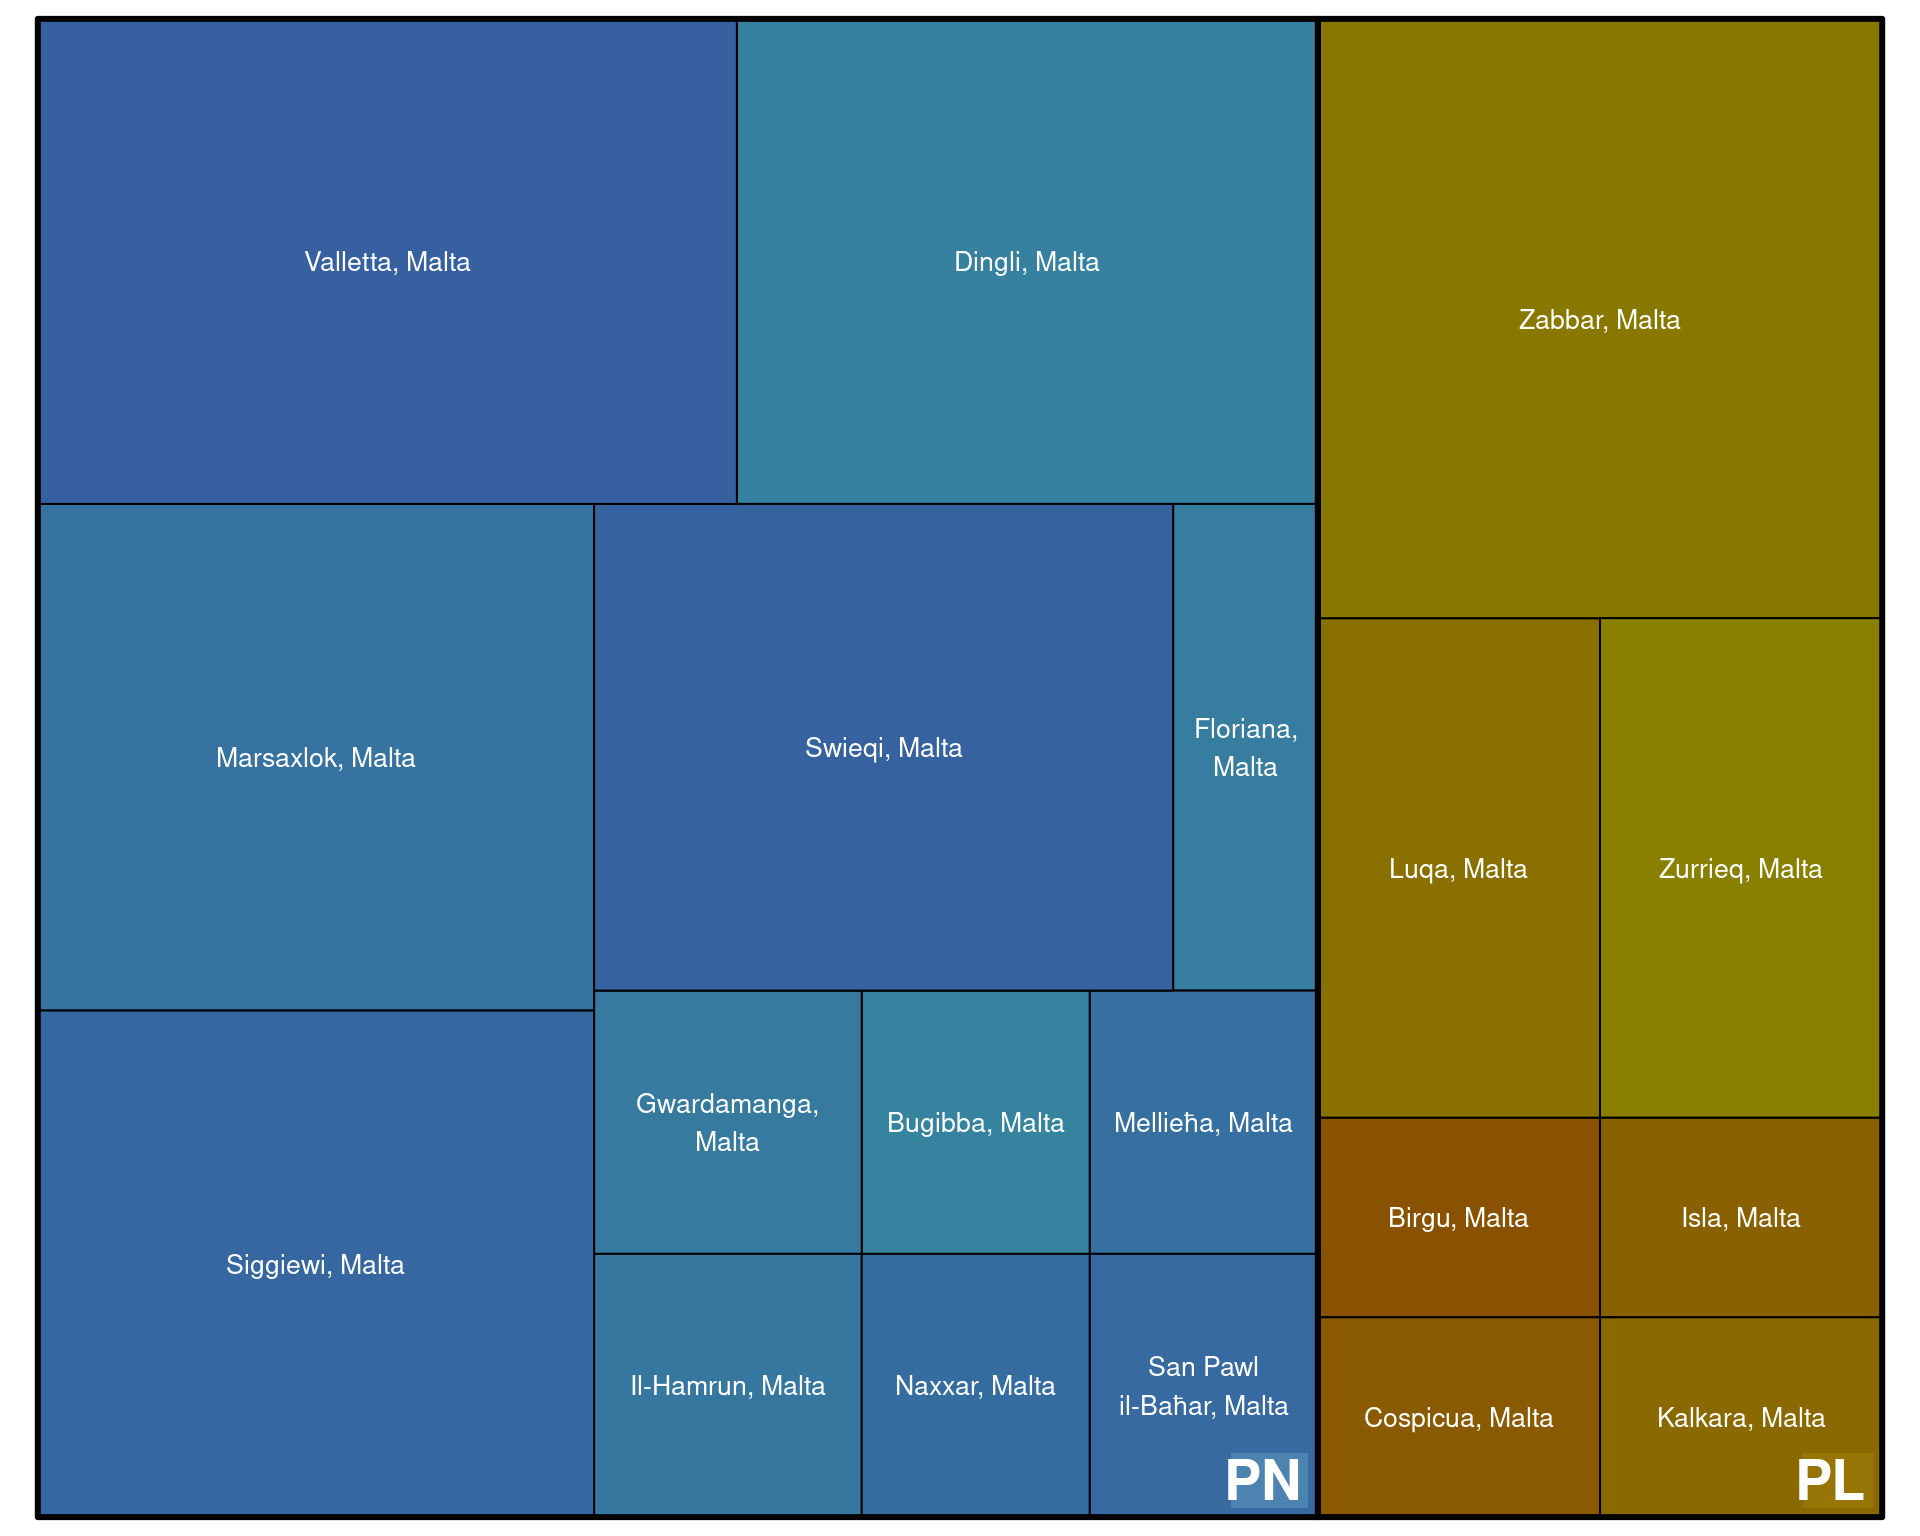 Valletta, Malta
Dingli, Malta
Zabbar, Malta
Marsaxlok, Malta
Swieqi, Malta
Floriana,
Malta
Luqa, Malta
Zurrieq, Malta
Siggiewi, Malta
Gwardamanga,
Malta
Bugibba, Malta
Mellieħa, Malta
Birgu, Malta
Isla, Malta
Il-Hamrun, Malta
Naxxar, Malta
San Pawl
il-Baħar, Malta
Cospicua, Malta
Kalkara, Malta
PN
PL